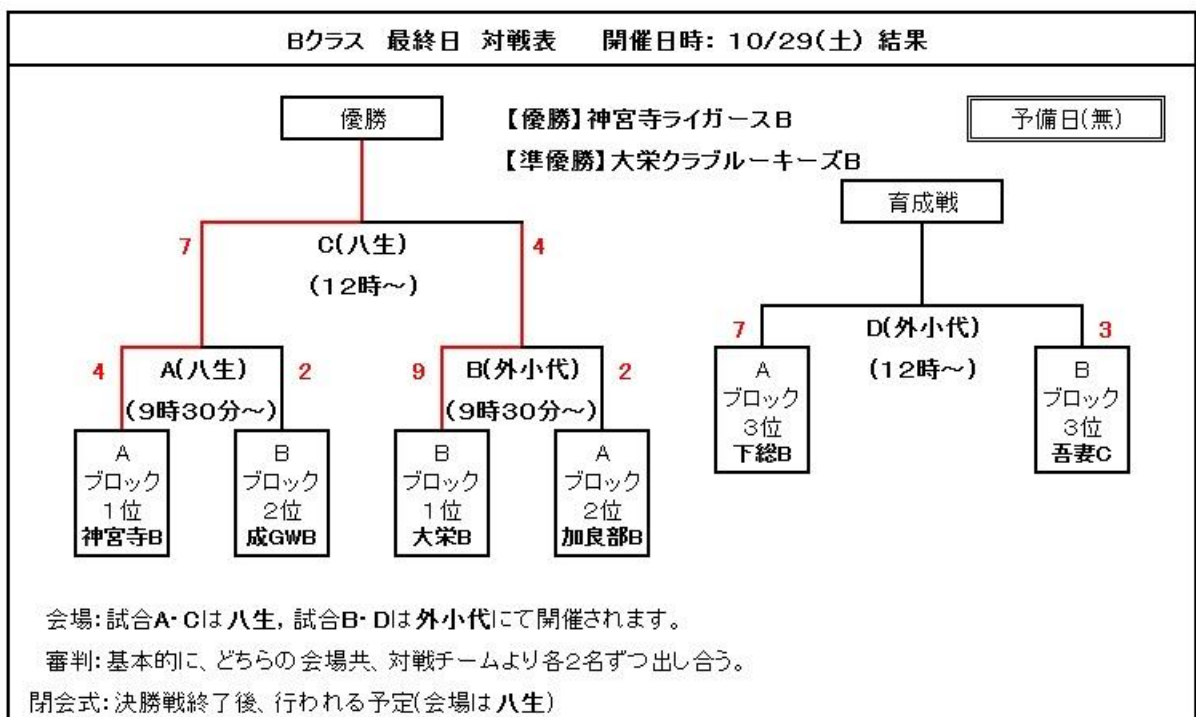 Bクラス 最終日 対戦表 開催日時: 10/29(土) 結果
優勝
【優勝】神宮寺ライガースB
予備日(無)
【準優勝】大栄クラブルーキーズB
育成戦
7
C(八生)
4
(12時～)
7
D(外小代)
3
(12時～)
4
A(八生)
2
9
B(外小代)
2
(9時30分～)
(9時30分～)
A
ブロック
3位
下総B
B
ブロック
3位
吾妻C
A
ブロック
1位
神宮寺B
B
ブロック
2位
成GWB
B
ブロック
1位
大栄B
A
ブロック
2位
加良部B
会場:試合A・Cは八生,試合B・Dは外小代にて開催されます。
審判:基本的に、どちらの会場共、対戦チームより各2名ずつ出し合う。
閉会式:決勝戦終了後、行われる予定(会場は八生)